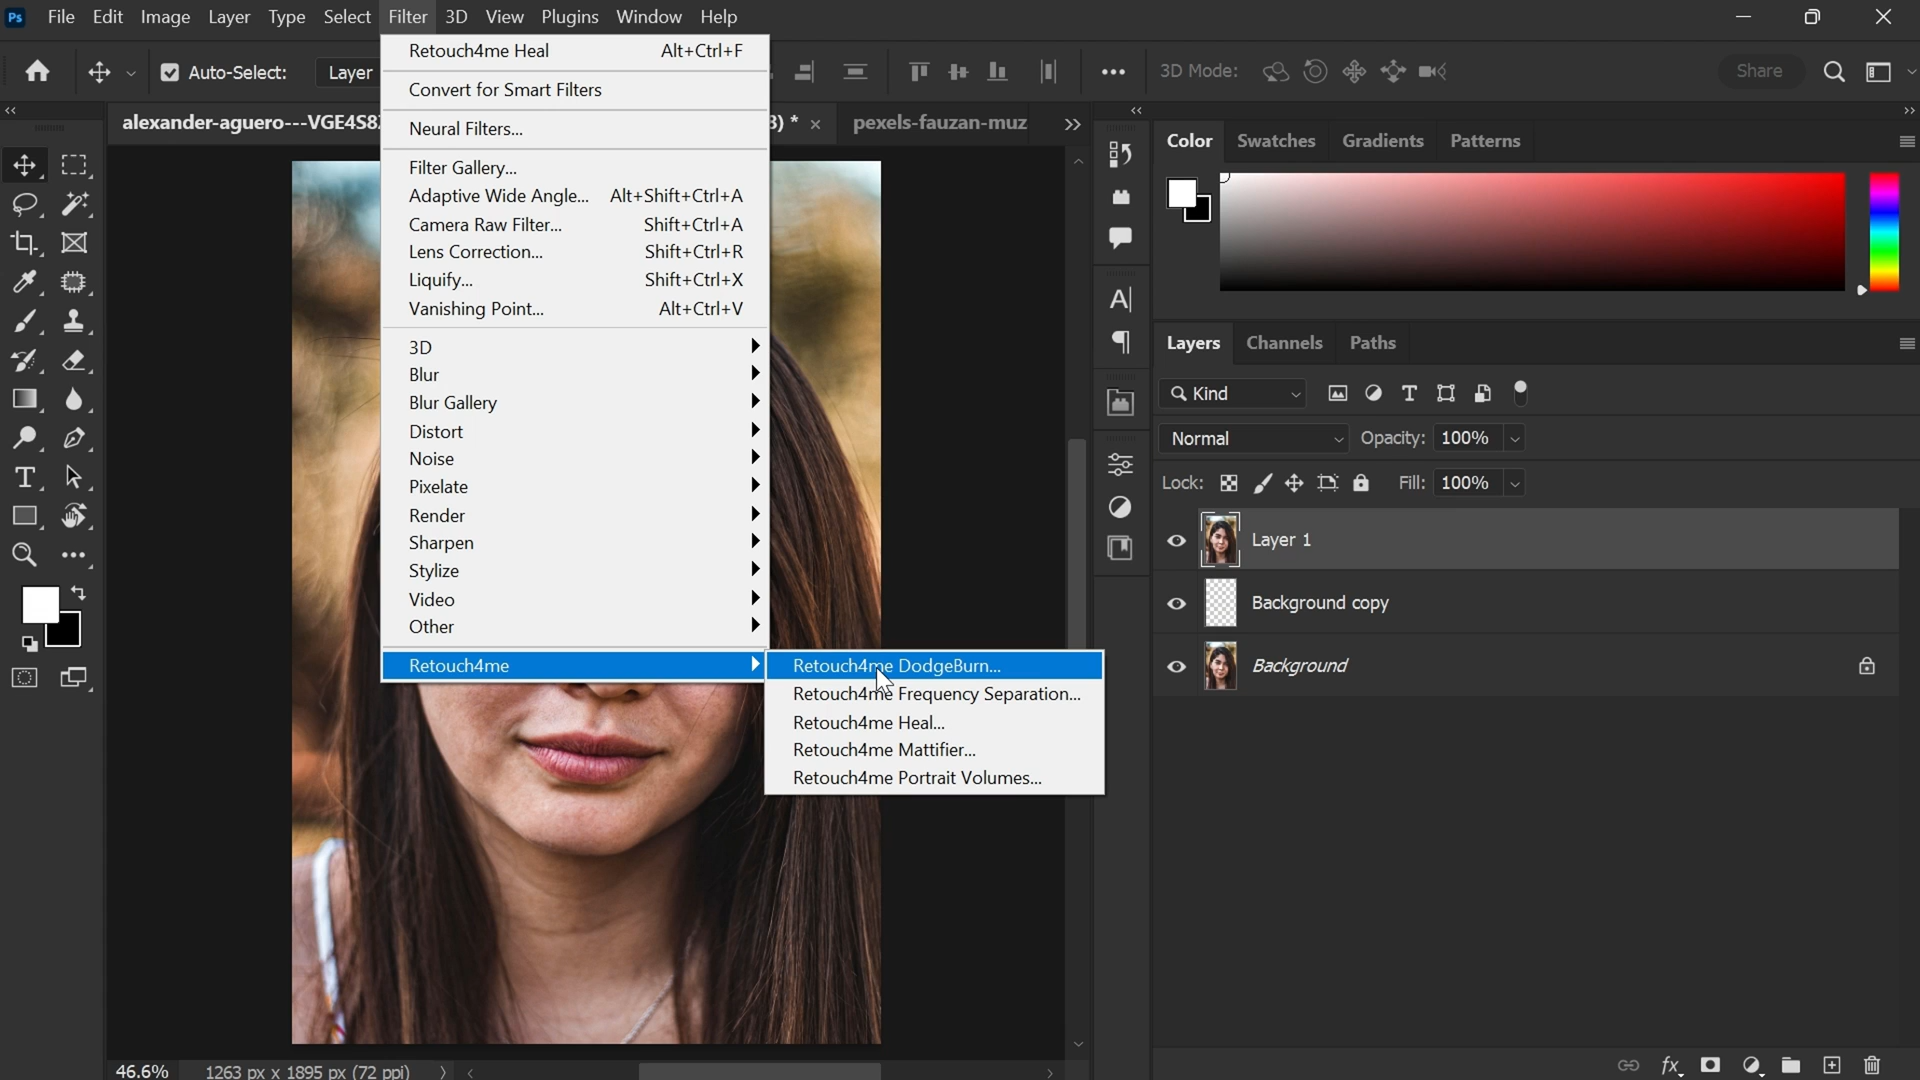 Ps File Edit Image Layer Type Select Filter 3D View Plugins Window Help
Auto-Select: Layer
3D Mode:
Share
alexander-aguero---VGE4S8
3) * ×
pexels-fauzan-muz
Retouch4me Heal Alt+Ctrl+F
Convert for Smart Filters
Neural Filters...
Filter Gallery...
Adaptive Wide Angle... Alt+Shift+Ctrl+A
Camera Raw Filter... Shift+Ctrl+A
Lens Correction... Shift+Ctrl+R
Liquify... Shift+Ctrl+X
Vanishing Point... Alt+Ctrl+V
3D
Blur
Blur Gallery
Distort
Noise
Pixelate
Render
Sharpen
Stylize
Video
Other
Retouch4me
Retouch4me DodgeBurn...
Retouch4me Frequency Separation...
Retouch4me Heal...
Retouch4me Mattifier...
Retouch4me Portrait Volumes...
Color Swatches Gradients Patterns
Layers Channels Paths
Kind
Normal Opacity: 100%
Lock: Fill: 100%
Layer 1
Background copy
Background
fx
46.6% 1263 px x 1895 px (72 ppi)